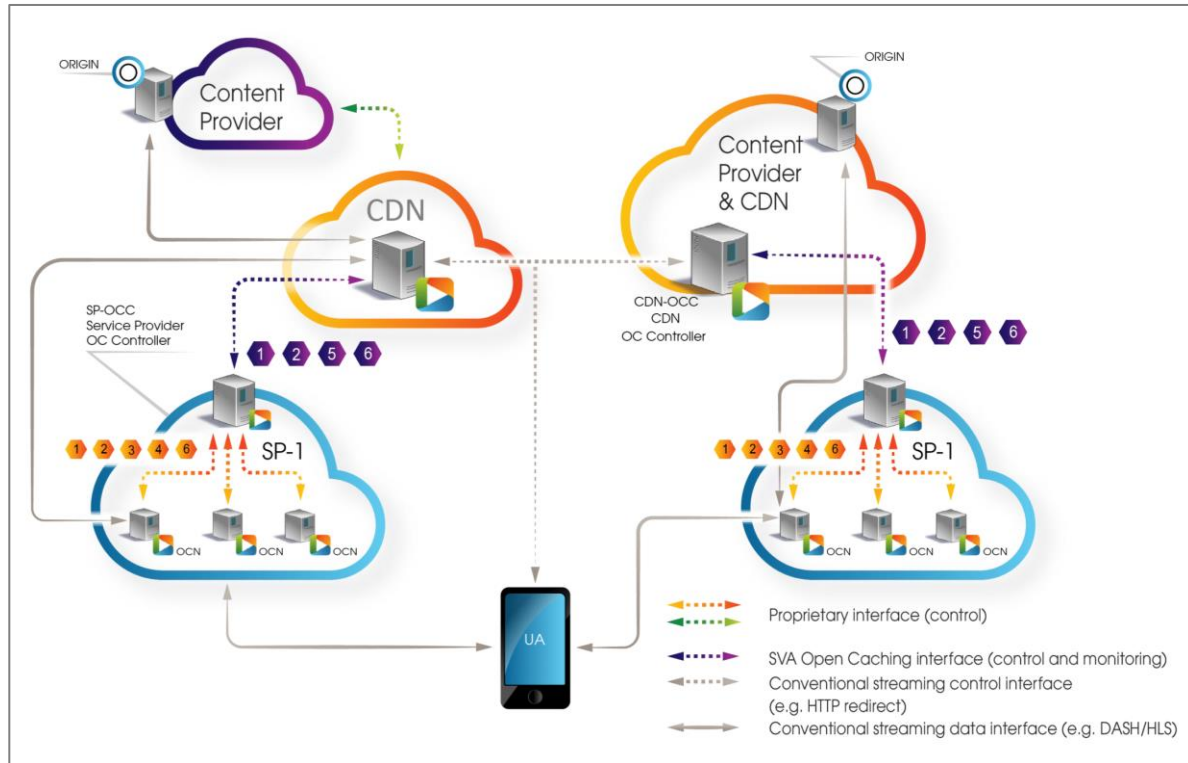 ORIGIN
Content
Provider
ORIGIN
Content
Provider
& CDN
CDN
CDN-OCC
CDN
OC Controller
SP-OCC
Service Provider
OC Controller
1 2 5 6
1 2 5 6
1 2 3 4 6
SP-1
1 2 3 4 6
SP-1
OCN OCN OCN
OCN OCN OCN
UA
Proprietary interface (control)
SVA Open Caching interface (control and monitoring)
Conventional streaming control interface
(e.g. HTTP redirect)
Conventional streaming data interface (e.g. DASH/HLS)